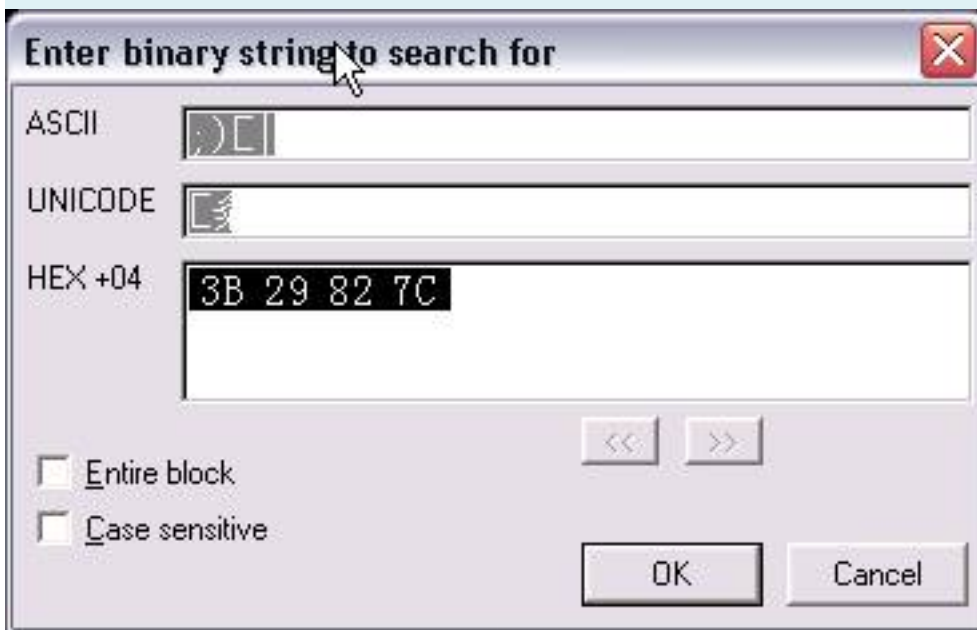 Enter binary string to search for
ASCII ;)
UNICODE
HEX +04 3B 29 82 7C
<< >>
Entire block
Case sensitive
OK Cancel